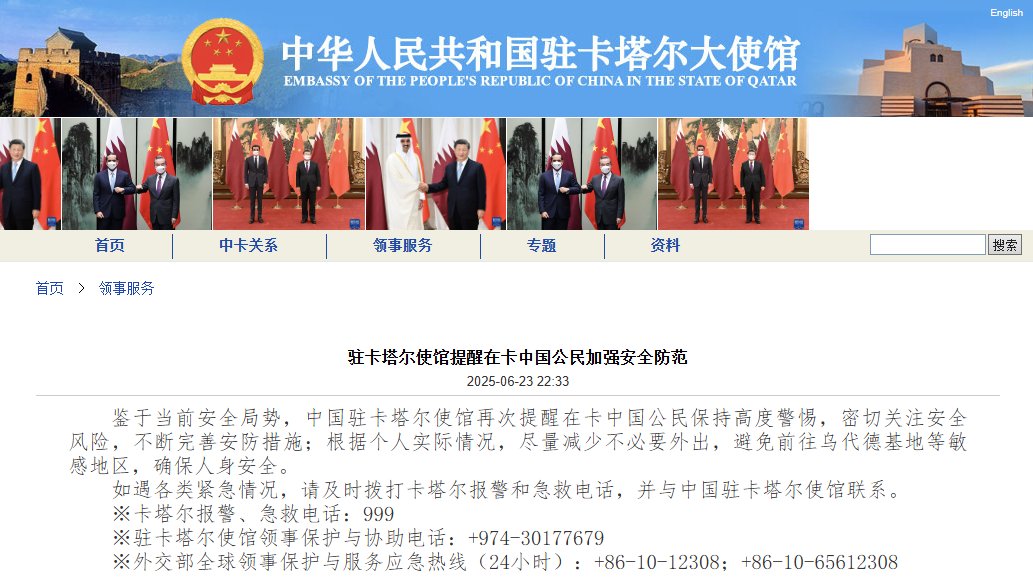 English
中华人民共和国驻卡塔尔大使馆
EMBASSY OF THE PEOPLE'S REPUBLIC OF CHINA IN THE STATE OF QATAR
首页 中卡关系 领事服务 专题 资料 搜索
首页 > 领事服务
驻卡塔尔使馆提醒在卡中国公民加强安全防范
2025-06-23 22:33
鉴于当前安全局势，中国驻卡塔尔使馆再次提醒在卡中国公民保持高度警惕，密切关注安全
风险，不断完善安防措施；根据个人实际情况，尽量减少不必要外出，避免前往乌代德基地等敏
感地区，确保人身安全。
如遇各类紧急情况，请及时拨打卡塔尔报警和急救电话，并与中国驻卡塔尔使馆联系。
※卡塔尔报警、急救电话：999
※驻卡塔尔使馆领事保护与协助电话：+974-30177679
※外交部全球领事保护与服务应急热线（24小时）：+86-10-12308；+86-10-65612308